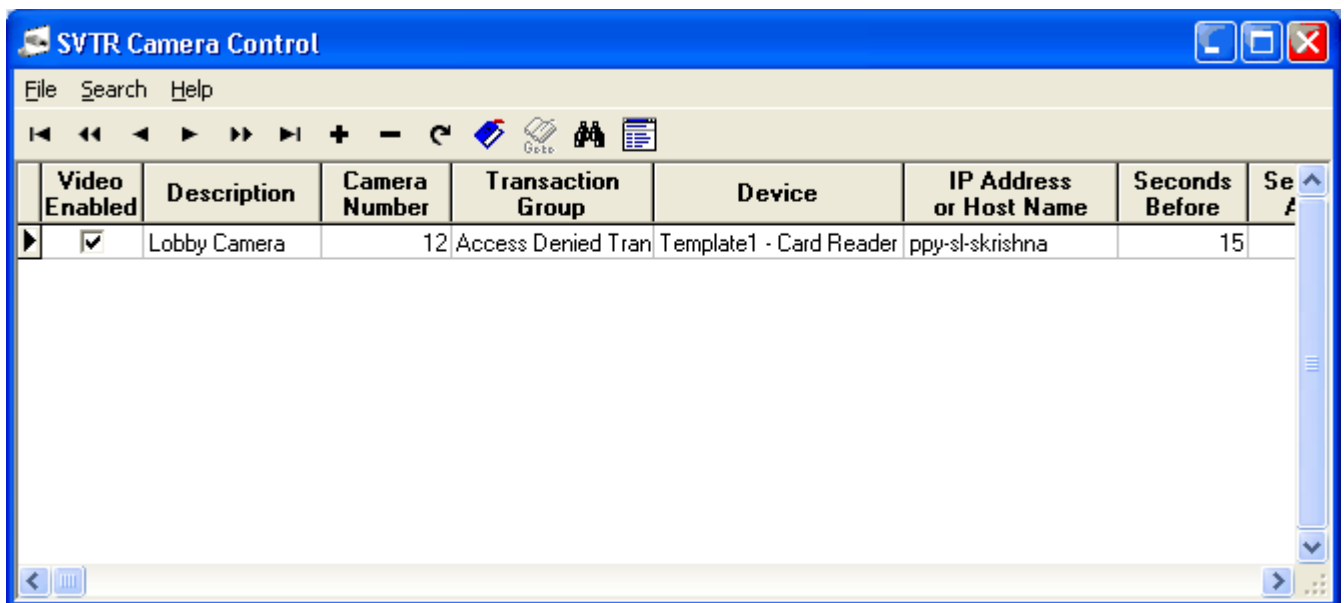 SVTR Camera Control
File Search Help
Goto
Video Enabled Description Camera Number Transaction Group Device IP Address or Host Name Seconds Before Se A
Lobby Camera 12 Access Denied Tran Template1 - Card Reader ppy-sl-skrishna 15